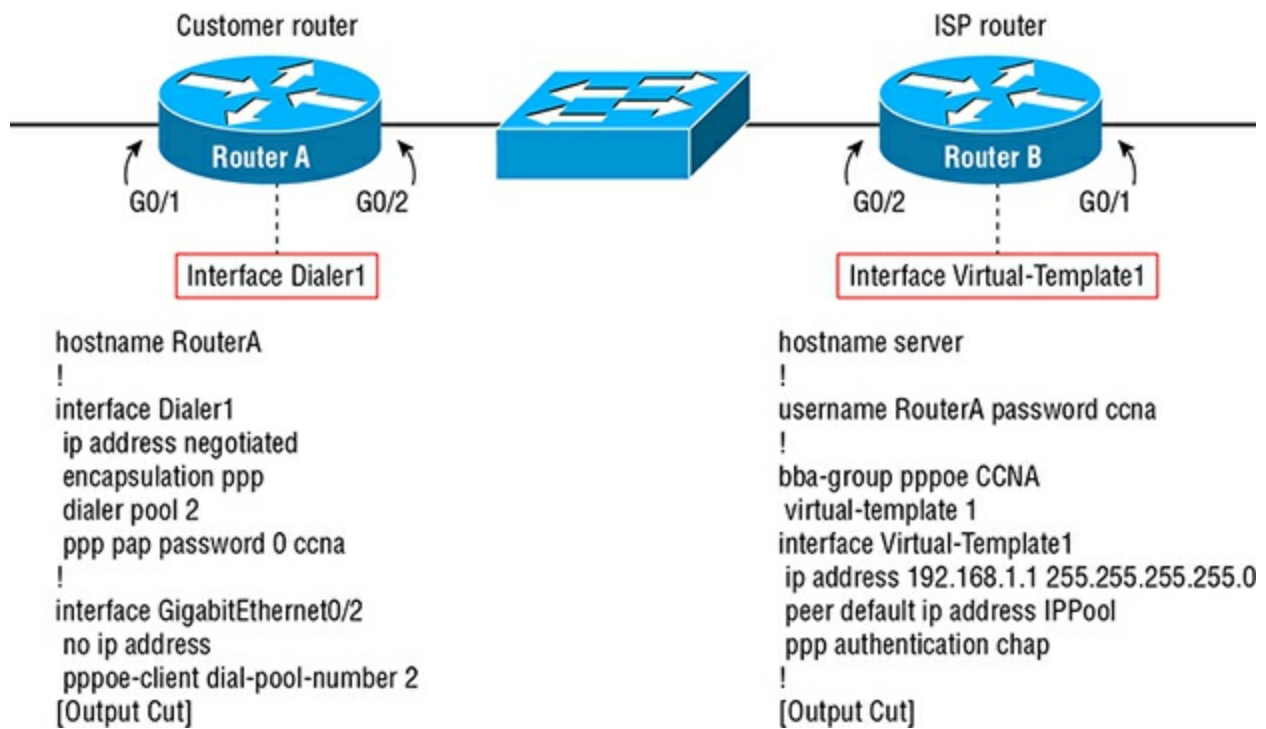 Customer router
ISP router
Router A
Router B
G0/1
G0/2
G0/2
G0/1
Interface Dialer1
Interface Virtual-Template1
hostname RouterA
!
interface Dialer1
ip address negotiated
encapsulation ppp
dialer pool 2
ppp pap password 0 ccna
!
interface GigabitEthernet0/2
no ip address
pppoe-client dial-pool-number 2
[Output Cut]
hostname server
!
username RouterA password ccna
!
bba-group pppoe CCNA
virtual-template 1
interface Virtual-Template1
ip address 192.168.1.1 255.255.255.255.0
peer default ip address IPPool
ppp authentication chap
!
[Output Cut]